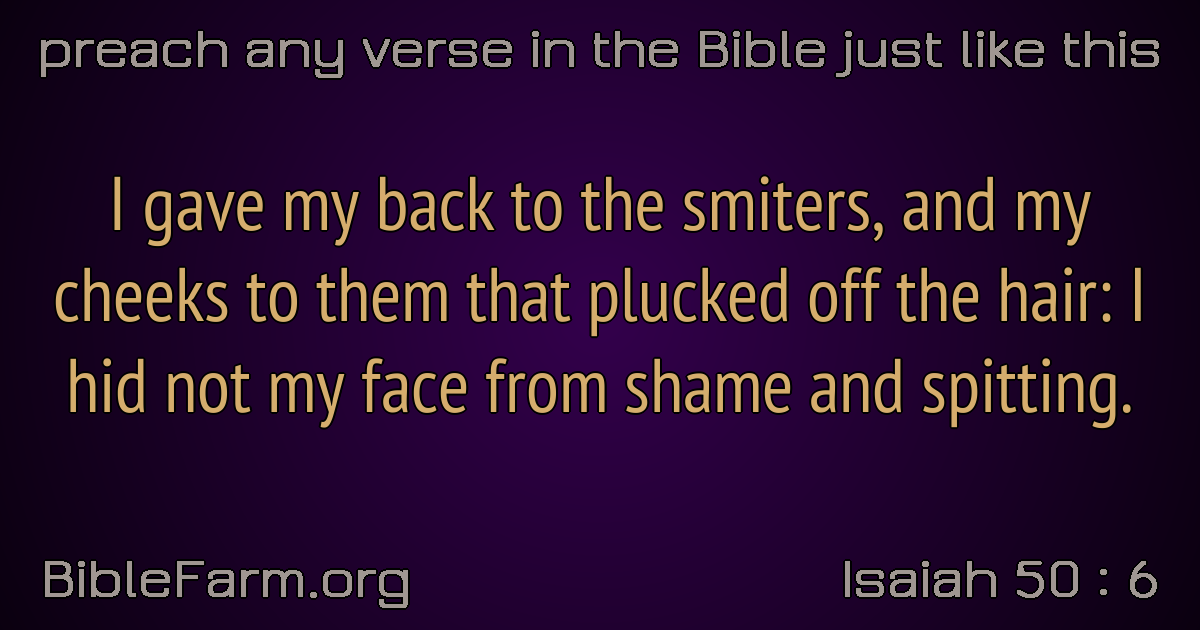 preach any verse in the Bible just like this
I gave my back to the smiters, and my
cheeks to them that plucked off the hair: I
hid not my face from shame and spitting.
BibleFarm.org
Isaiah 50 : 6